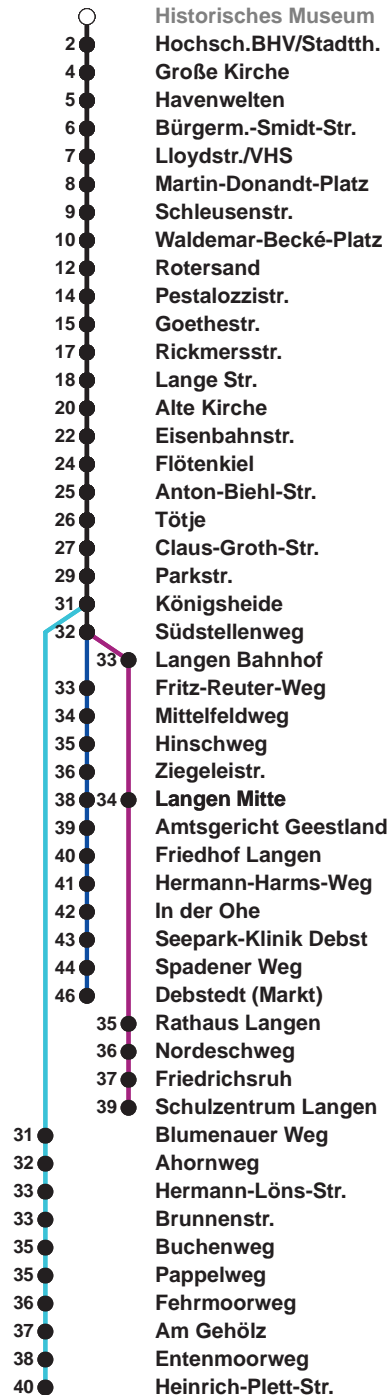 Historisches Museum
2 Hochsch.BHV/Stadtth.
4 Große Kirche
5 Havenwelten
6 Bürgerm.-Smidt-Str.
7 Lloydstr./VHS
8 Martin-Donandt-Platz
9 Schleusenstr.
10 Waldemar-Becké-Platz
12 Rotersand
14 Pestalozzistr.
15 Goethestr.
17 Rickmersstr.
18 Lange Str.
20 Alte Kirche
22 Eisenbahnstr.
24 Flötenkiel
25 Anton-Biehl-Str.
26 Tötje
27 Claus-Groth-Str.
29 Parkstr.
31 Königsheide
32 Südstellenweg
33 Langen Bahnhof
33 Fritz-Reuter-Weg
34 Mittelfeldweg
35 Hinschweg
36 Ziegeleistr.
38 34 Langen Mitte
39 Amtsgericht Geestland
40 Friedhof Langen
41 Hermann-Harms-Weg
42 In der Ohe
43 Seepark-Klinik Debst
44 Spadener Weg
46 Debstedt (Markt)
35 Rathaus Langen
36 Nordeschweg
37 Friedrichsruh
39 Schulzentrum Langen
31 Blumenauer Weg
32 Ahornweg
33 Hermann-Löns-Str.
33 Brunnenstr.
35 Buchenweg
35 Pappelweg
36 Fehrmoorweg
37 Am Gehölz
38 Entenmoorweg
40 Heinrich-Plett-Str.